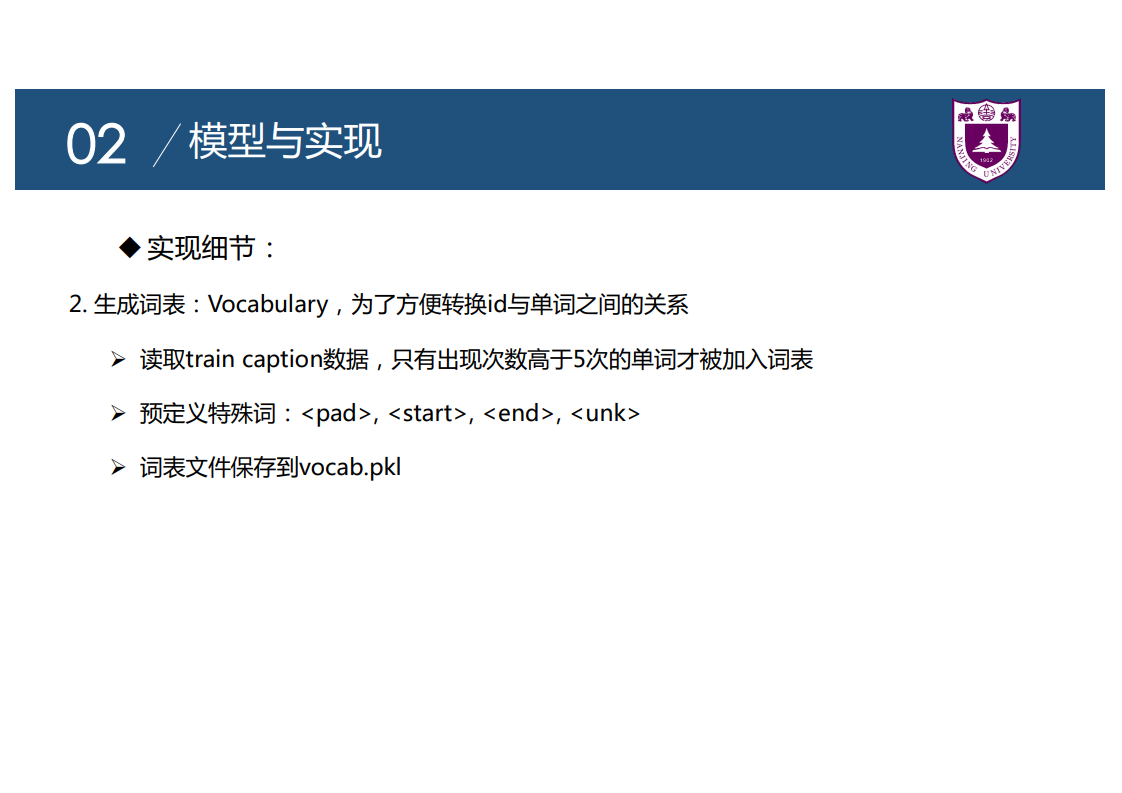 02 模型与实现
NANJING UNIVERSITY
1902
◆ 实现细节：
2. 生成词表：Vocabulary，为了方便转换id与单词之间的关系
➢ 读取train caption数据，只有出现次数高于5次的单词才被加入词表
➢ 预定义特殊词：<pad>, <start>, <end>, <unk>
➢ 词表文件保存到vocab.pkl